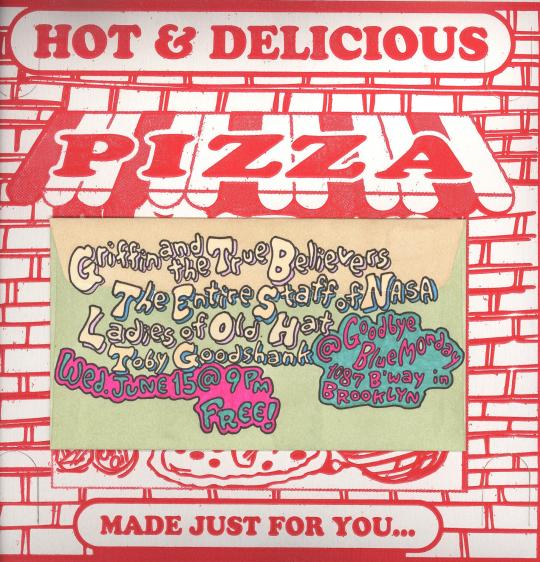 HOT & DELICIOUS
PIZZA
Griffin and the True Believers
The Entire Staff of NASA
Ladies of Old Hat
Toby Goodshank
@ Goodbye
Blue Monday
1087 B'way in
BROOKLYN
Wed. JUNE 15 @ 9 PM
FREE!
MADE JUST FOR YOU...